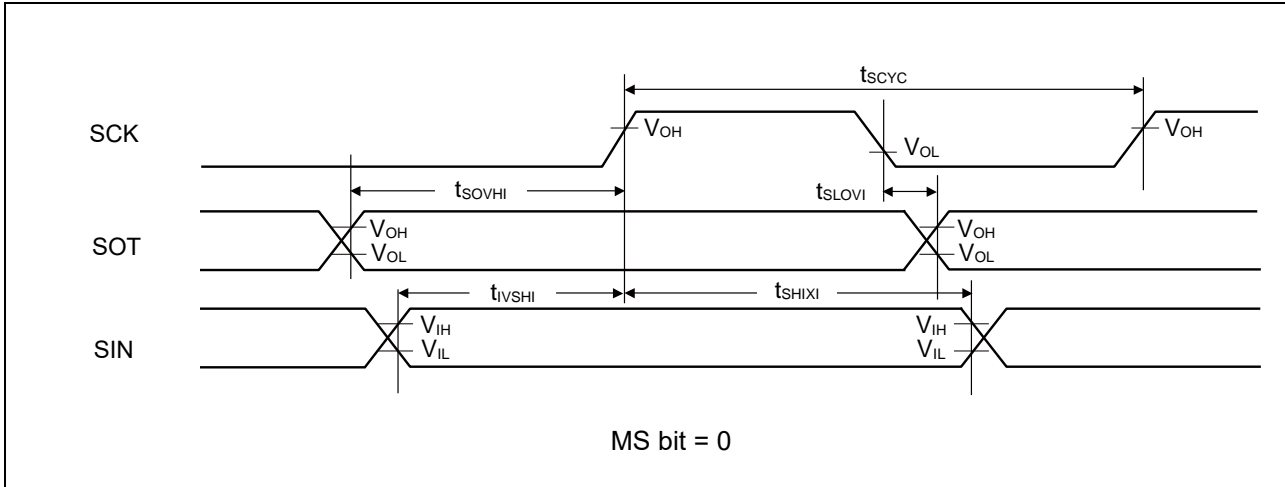 tSCYC
SCK
VOH
VOL
VOH
tSOVHI
tSLOVI
SOT
VOH
VOL
VOH
VOL
tIVSHI
tSHIXI
SIN
VIH
VIL
VIH
VIL
MS bit = 0